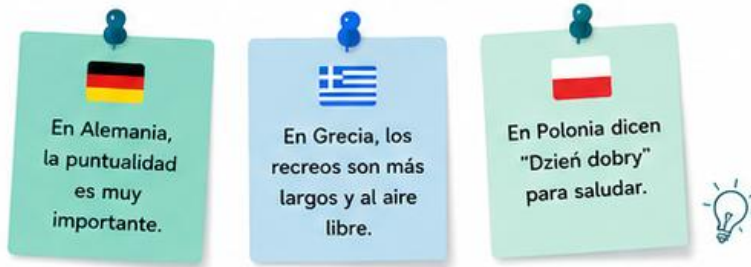 En Alemania,
la puntualidad
es muy
importante.
En Grecia, los
recreos son más
largos y al aire
libre.
En Polonia dicen
"Dzień dobry"
para saludar.